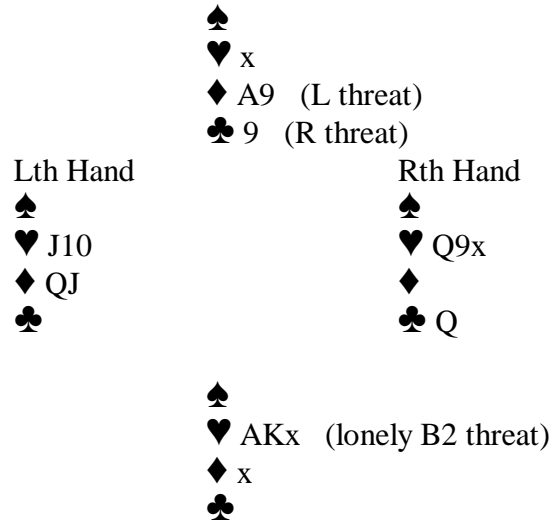 ♠
♥ x
♦ A9 (L threat)
♣ 9 (R threat)
Lth Hand Rth Hand
♠ ♠
♥ J10 ♥ Q9x
♦ QJ ♦
♣ ♣ Q
♠
♥ AKx (lonely B2 threat)
♦ x
♣